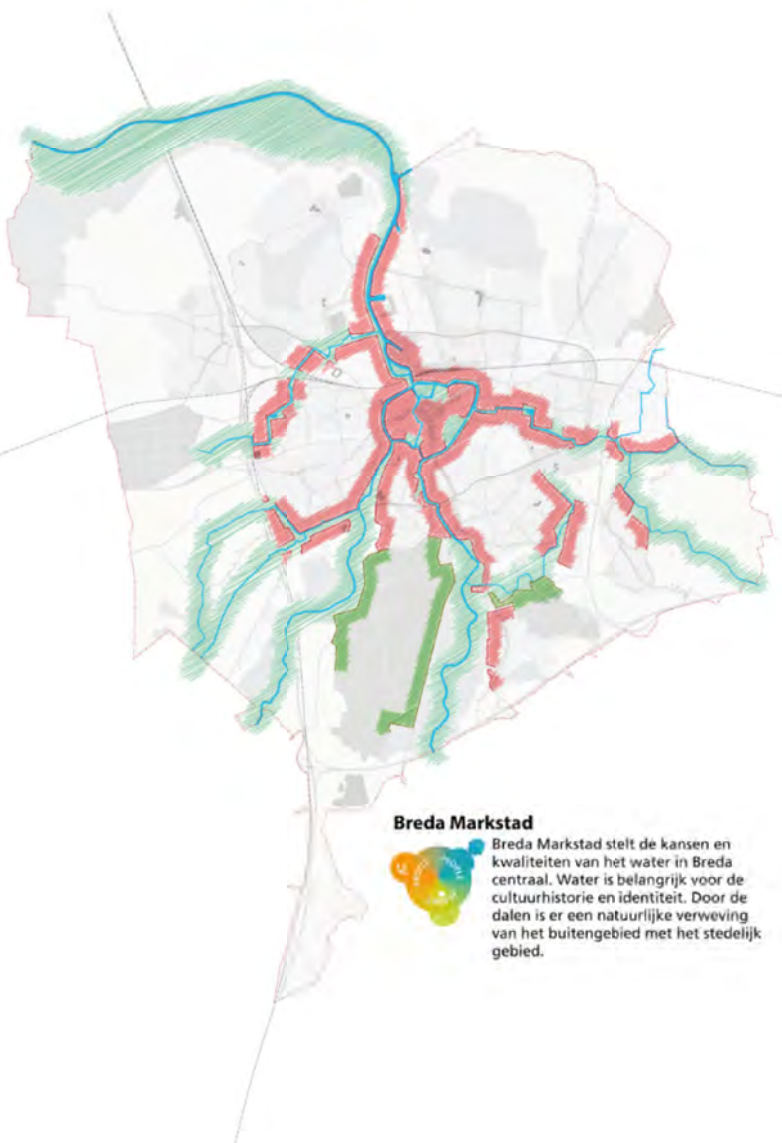 Breda Markstad
Breda Markstad stelt de kansen en
kwaliteiten van het water in Breda
centraal. Water is belangrijk voor de
cultuurhistorie en identiteit. Door de
dalen is er een natuurlijke verweving
van het buitengebied met het stedelijk
gebied.